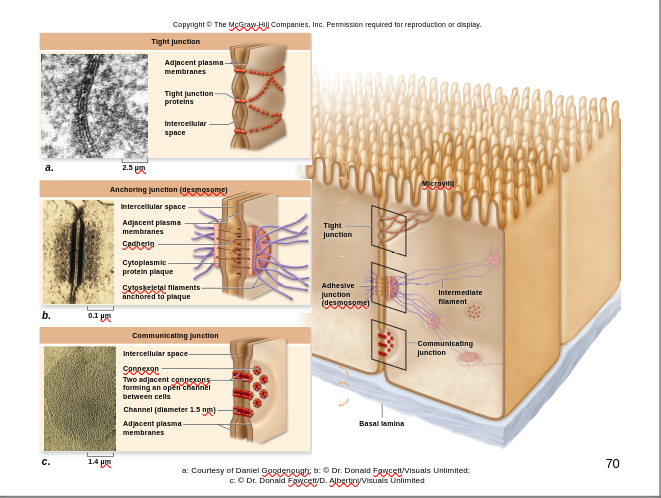 Copyright © The McGraw-Hill Companies, Inc. Permission required for reproduction or display.
Tight junction
Adjacent plasma
membranes
Tight junction
proteins
Intercellular
space
a.
2.5 µm
Anchoring junction (desmosome)
Intercellular space
Adjacent plasma
membranes
Cadherin
Cytoplasmic
protein plaque
Cytoskeletal filaments
anchored to plaque
b.
0.1 µm
Communicating junction
Intercellular space
Connexon
Two adjacent connexons
forming an open channel
between cells
Channel (diameter 1.5 nm)
Adjacent plasma
membranes
c.
1.4 µm
Microvilli
Tight
junction
Adhesive
junction
(desmosome)
Intermediate
filament
Communicating
junction
Basal lamina
a: Courtesy of Daniel Goodenough; b: © Dr. Donald Fawcett/Visuals Unlimited;
c: © Dr. Donald Fawcett/D. Albertini/Visuals Unlimited
70